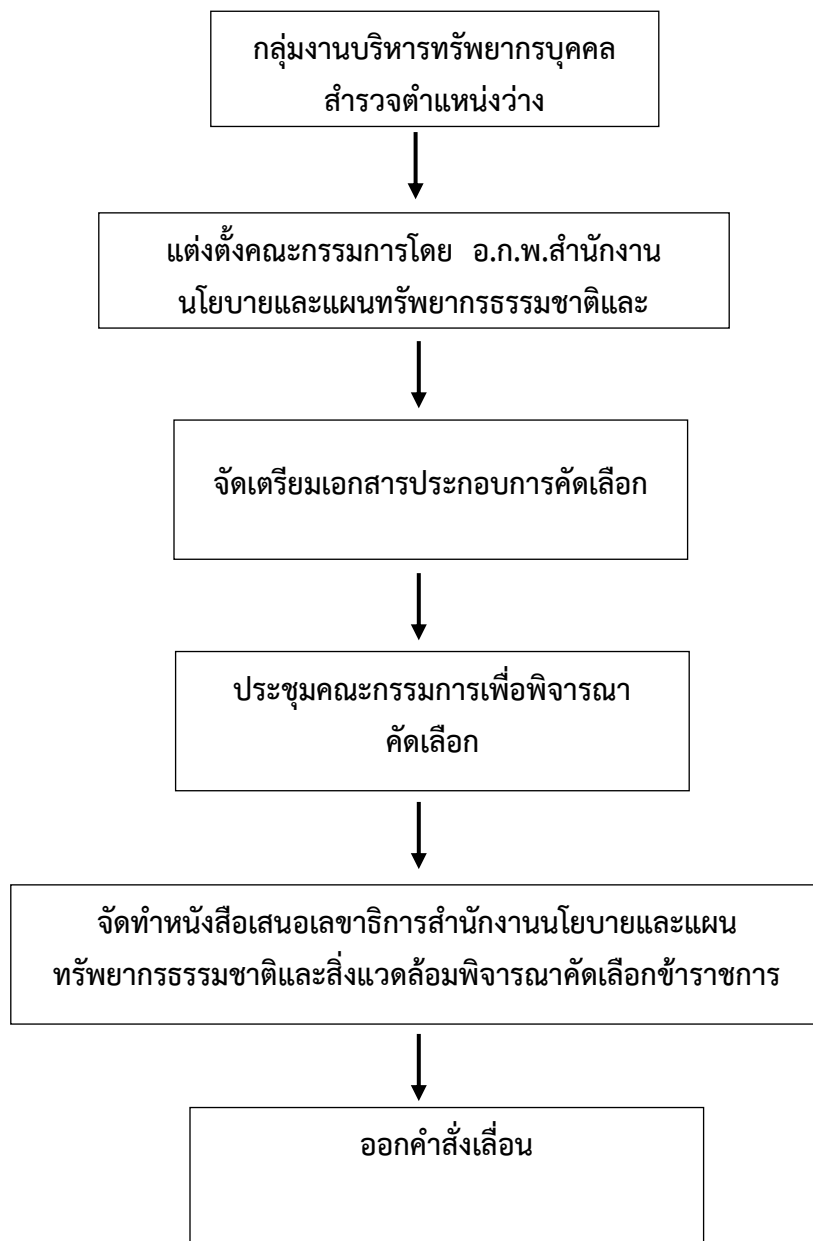 กลุ่มงานบริหารทรัพยากรบุคคล
สำรวจตำแหน่งว่าง
แต่งตั้งคณะกรรมการโดย อ.ก.พ.สำนักงาน
นโยบายและแผนทรัพยากรธรรมชาติและ
จัดเตรียมเอกสารประกอบการคัดเลือก
ประชุมคณะกรรมการเพื่อพิจารณา
คัดเลือก
จัดทำหนังสือเสนอเลขาธิการสำนักงานนโยบายและแผน
ทรัพยากรธรรมชาติและสิ่งแวดล้อมพิจารณาคัดเลือกข้าราชการ
ออกคำสั่งเลื่อน